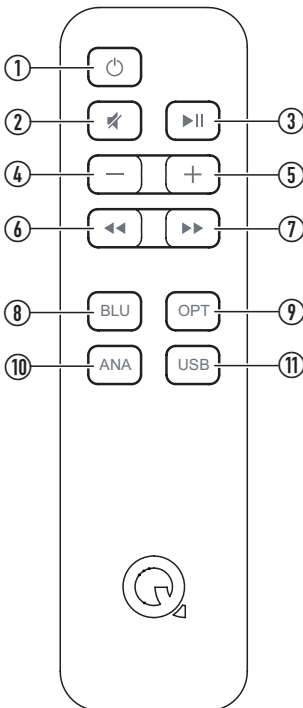 ①
② ③
④ ⑤
⑥ ⑦
⑧ BLU OPT ⑨
⑩ ANA USB ⑪